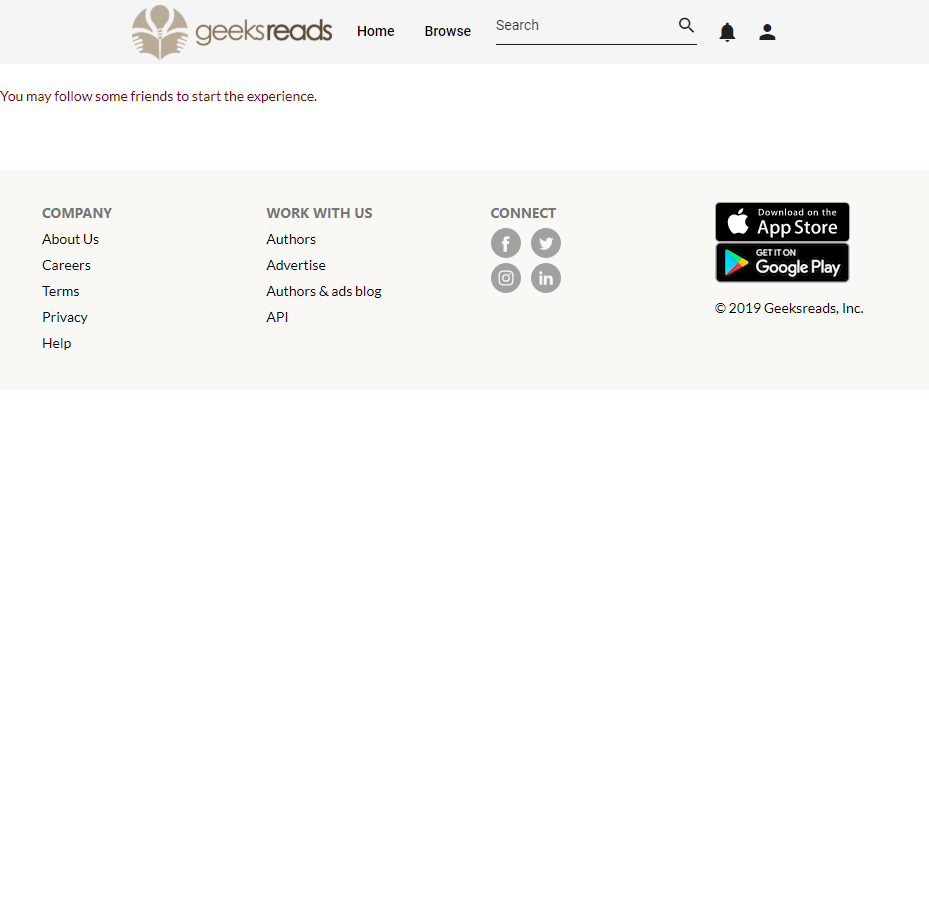 geeksreads
Home
Browse
Search
You may follow some friends to start the experience.
COMPANY
About Us
Careers
Terms
Privacy
Help
WORK WITH US
Authors
Advertise
Authors & ads blog
API
CONNECT
Download on the
App Store
GET IT ON
Google Play
© 2019 Geeksreads, Inc.